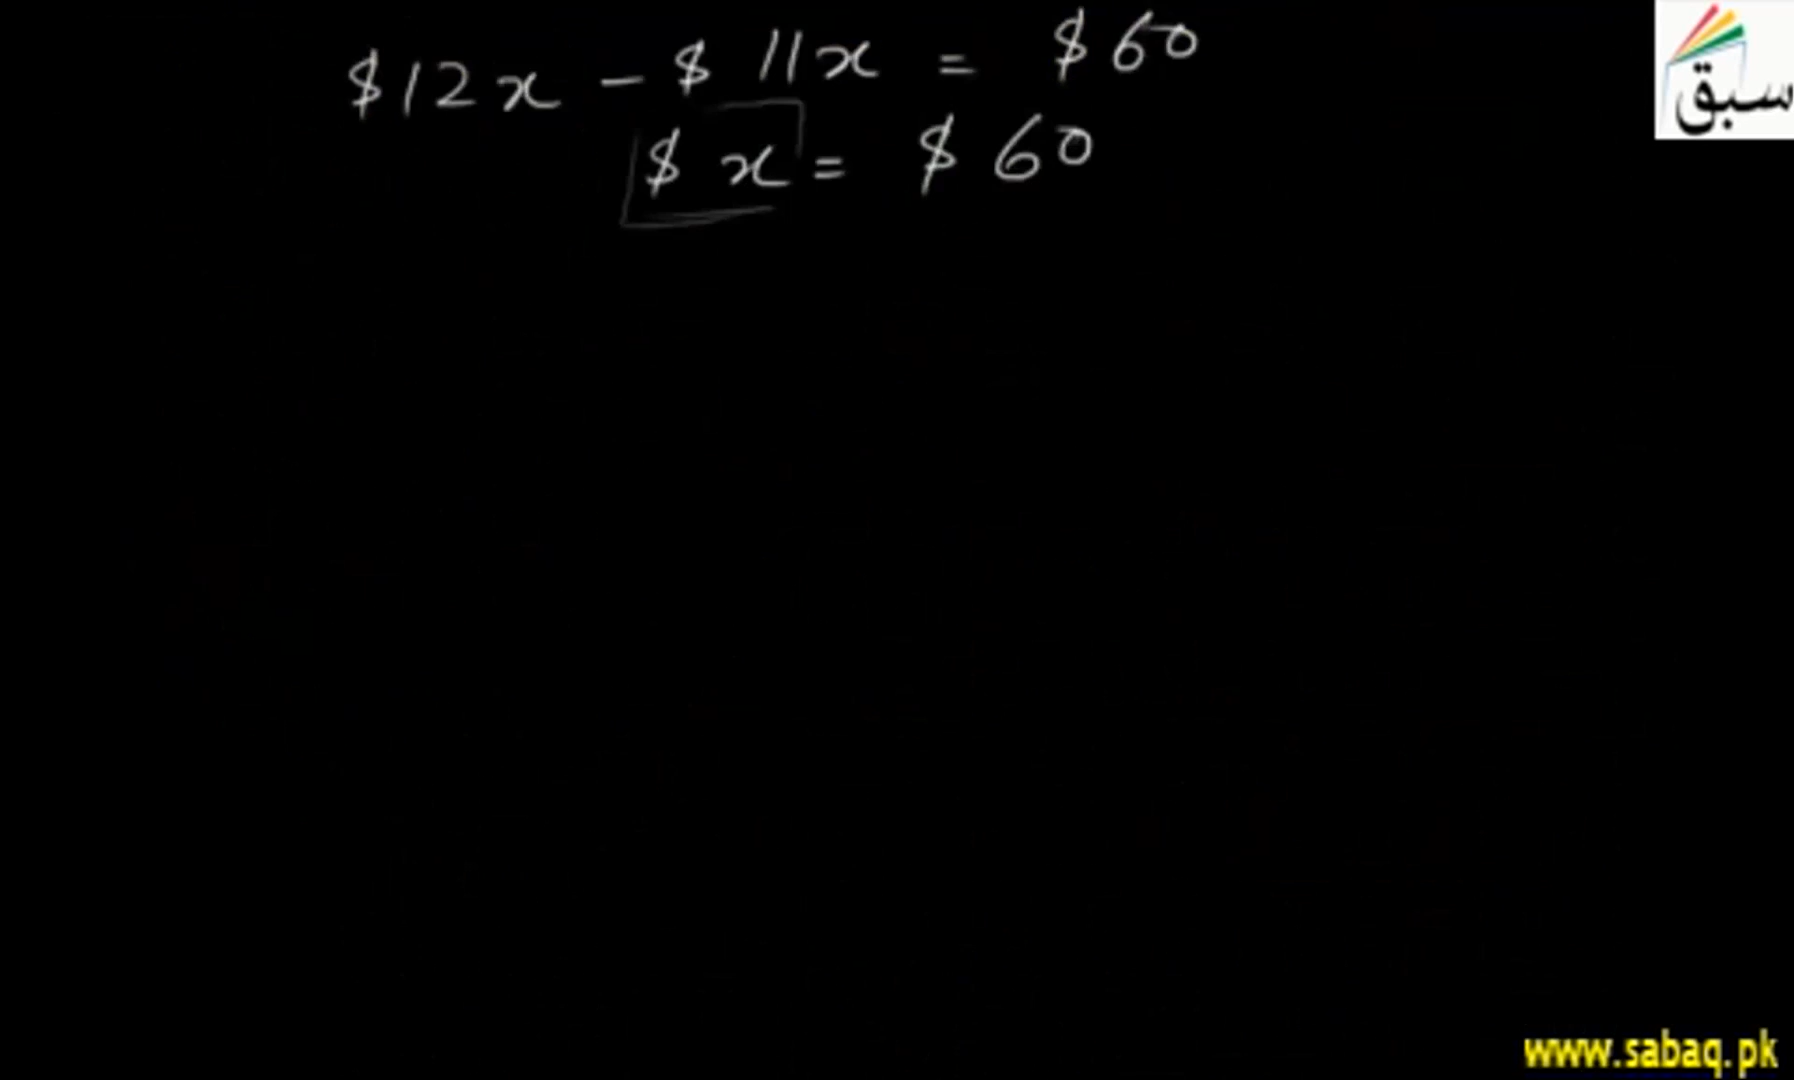 $12x - $ 11x = $60
$ x = $ 60
سبق
www.sabaq.pk